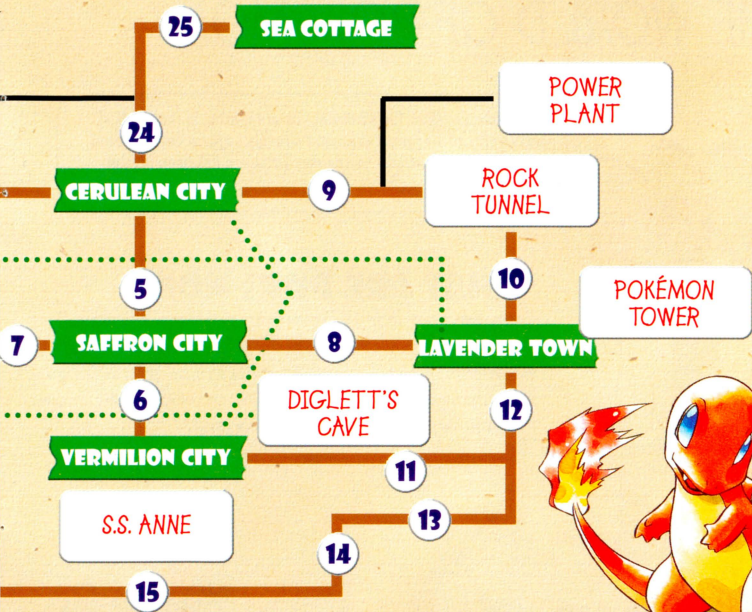 25
SEA COTTAGE
POWER
PLANT
24
CERULEAN CITY
9
ROCK
TUNNEL
5
10
POKÉMON
TOWER
7
SAFFRON CITY
8
LAVENDER TOWN
6
DIGLETT'S
CAVE
12
VERMILION CITY
11
S.S. ANNE
13
14
15